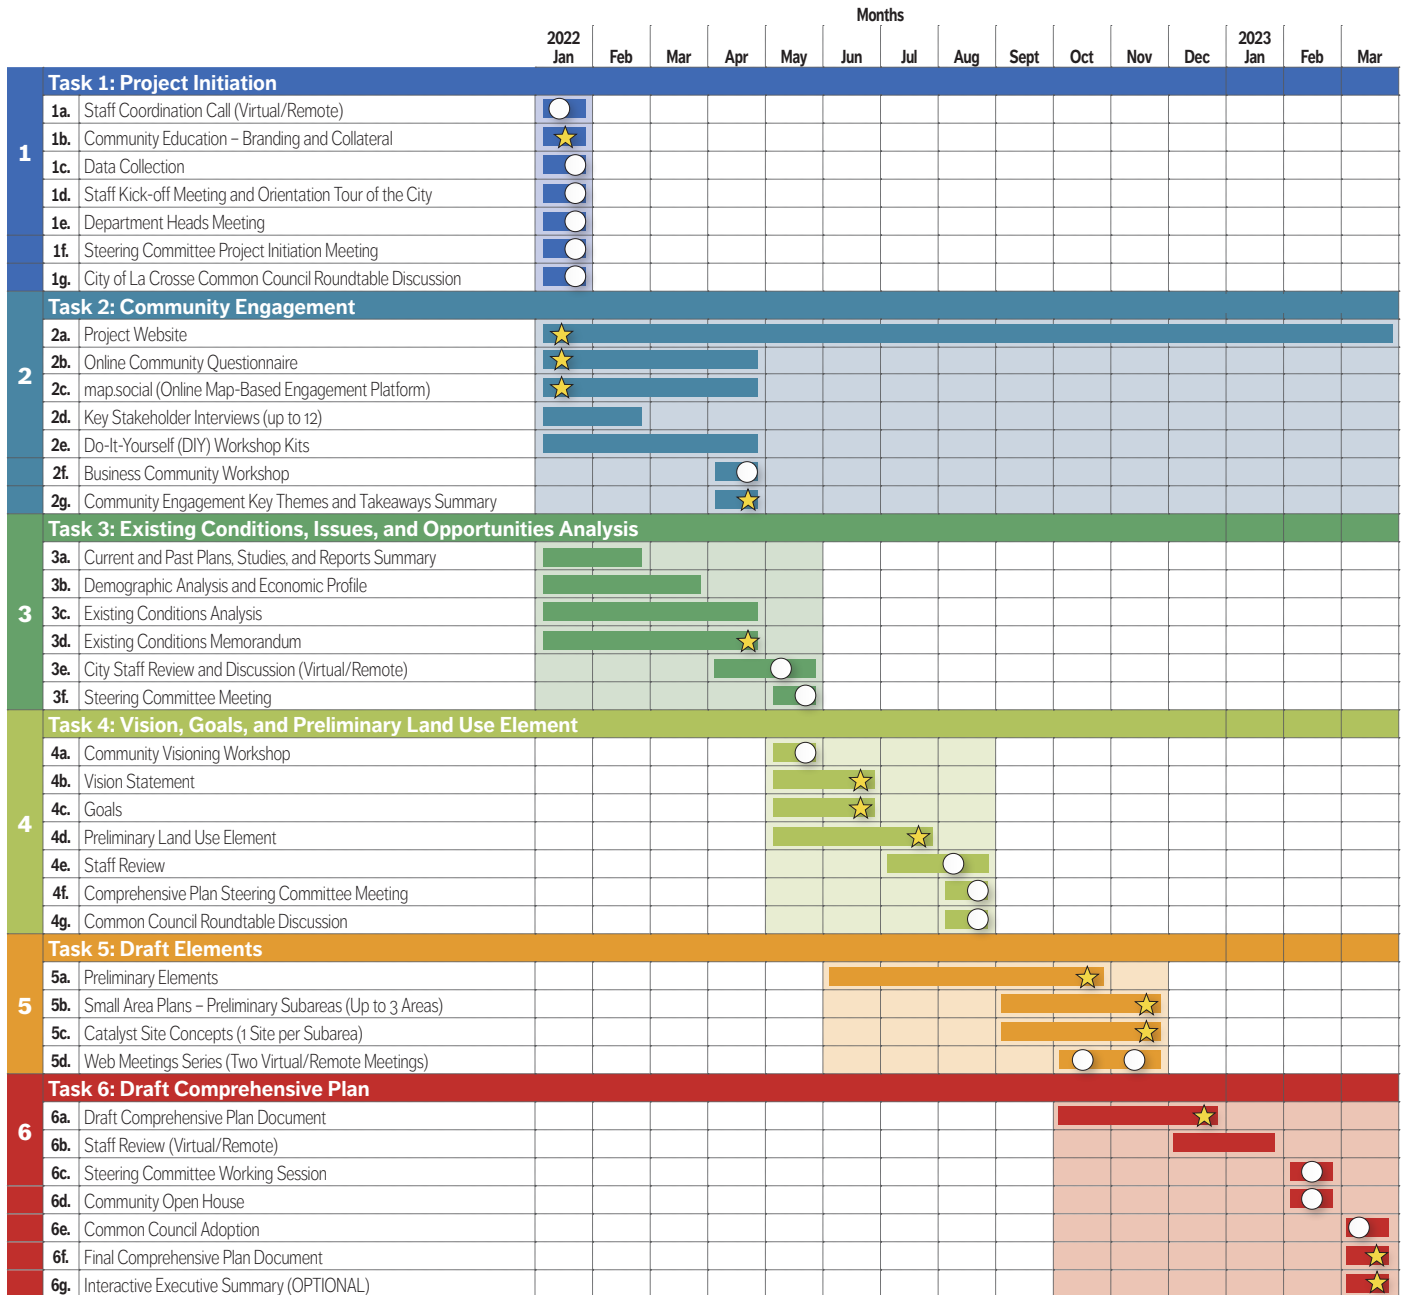 Months
2022 2023
Jan Feb Mar Apr May Jun Jul Aug Sept Oct Nov Dec Jan Feb Mar
1
Task 1: Project Initiation
1a. Staff Coordination Call (Virtual/Remote)
1b. Community Education – Branding and Collateral
1c. Data Collection
1d. Staff Kick-off Meeting and Orientation Tour of the City
1e. Department Heads Meeting
1f. Steering Committee Project Initiation Meeting
1g. City of La Crosse Common Council Roundtable Discussion
2
Task 2: Community Engagement
2a. Project Website
2b. Online Community Questionnaire
2c. map.social (Online Map-Based Engagement Platform)
2d. Key Stakeholder Interviews (up to 12)
2e. Do-It-Yourself (DIY) Workshop Kits
2f. Business Community Workshop
2g. Community Engagement Key Themes and Takeaways Summary
3
Task 3: Existing Conditions, Issues, and Opportunities Analysis
3a. Current and Past Plans, Studies, and Reports Summary
3b. Demographic Analysis and Economic Profile
3c. Existing Conditions Analysis
3d. Existing Conditions Memorandum
3e. City Staff Review and Discussion (Virtual/Remote)
3f. Steering Committee Meeting
4
Task 4: Vision, Goals, and Preliminary Land Use Element
4a. Community Visioning Workshop
4b. Vision Statement
4c. Goals
4d. Preliminary Land Use Element
4e. Staff Review
4f. Comprehensive Plan Steering Committee Meeting
4g. Common Council Roundtable Discussion
5
Task 5: Draft Elements
5a. Preliminary Elements
5b. Small Area Plans – Preliminary Subareas (Up to 3 Areas)
5c. Catalyst Site Concepts (1 Site per Subarea)
5d. Web Meetings Series (Two Virtual/Remote Meetings)
6
Task 6: Draft Comprehensive Plan
6a. Draft Comprehensive Plan Document
6b. Staff Review (Virtual/Remote)
6c. Steering Committee Working Session
6d. Community Open House
6e. Common Council Adoption
6f. Final Comprehensive Plan Document
6g. Interactive Executive Summary (OPTIONAL)